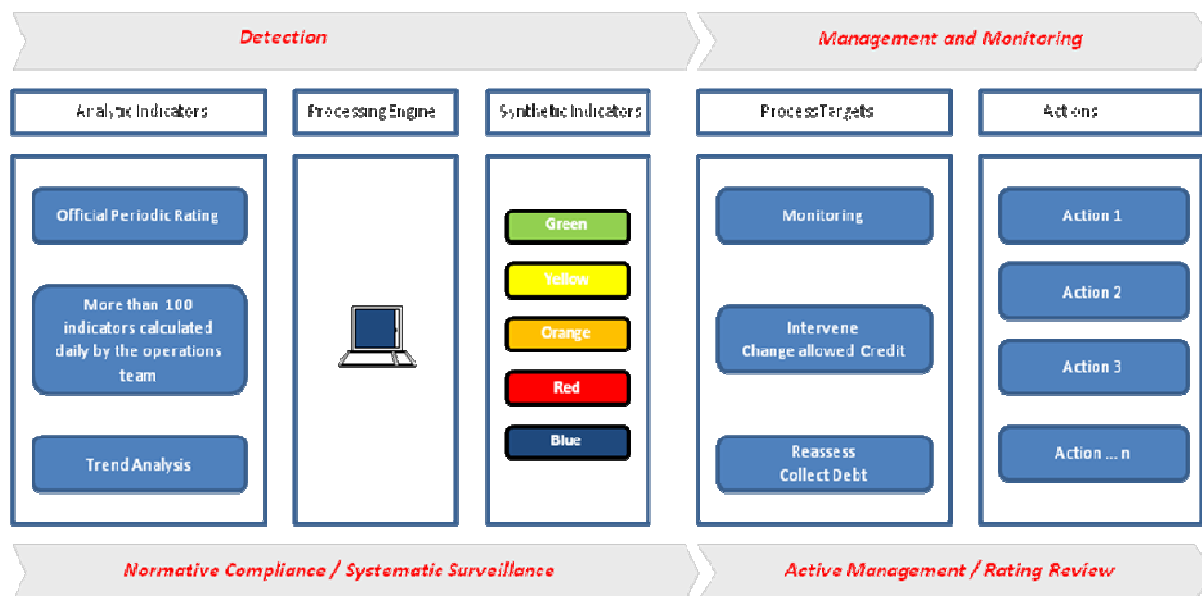 Detection
Management and Monitoring
Analytic Indicators
Processing Engine
Synthetic Indicators
Process Targets
Actions
Official Periodic Rating
More than 100
indicators calculated
daily by the operations
team
Trend Analysis
Green
Yellow
Orange
Red
Blue
Monitoring
Intervene
Change allowed Credit
Reassess
Collect Debt
Action 1
Action 2
Action 3
Action ... n
Normative Compliance / Systematic Surveillance
Active Management / Rating Review